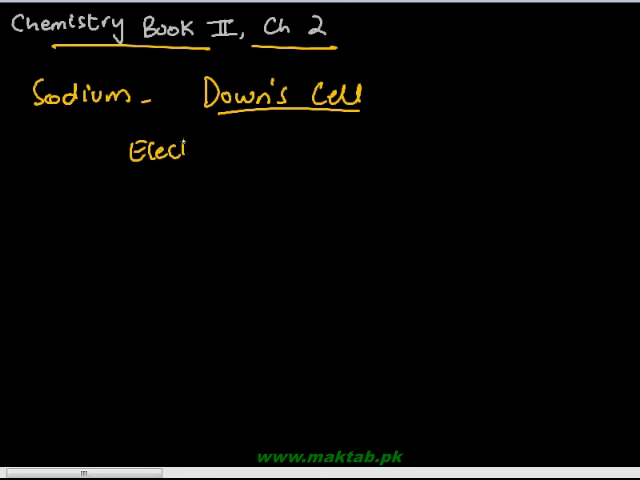 Chemistry Book II, Ch 2
Sodium - Down's Cell
Elect
www.maktab.pk